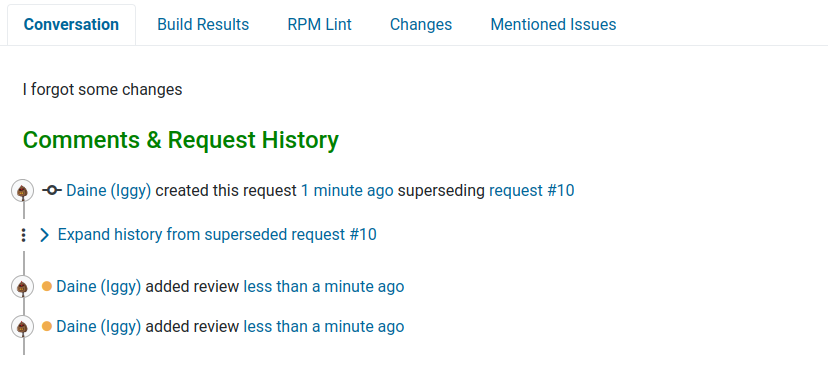 Conversation Build Results RPM Lint Changes Mentioned Issues
I forgot some changes
Comments & Request History
Daine (Iggy) created this request 1 minute ago superseding request #10
Expand history from superseded request #10
Daine (Iggy) added review less than a minute ago
Daine (Iggy) added review less than a minute ago